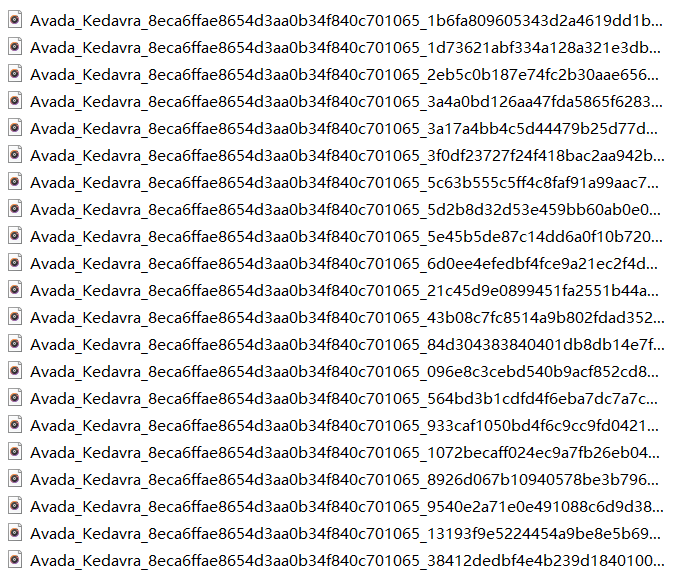 Avada_Kedavra_8eca6ffae8654d3aa0b34f840c701065_1b6fa809605343d2a4619dd1b...
Avada_Kedavra_8eca6ffae8654d3aa0b34f840c701065_1d73621abf334a128a321e3db...
Avada_Kedavra_8eca6ffae8654d3aa0b34f840c701065_2eb5c0b187e74fc2b30aae656...
Avada_Kedavra_8eca6ffae8654d3aa0b34f840c701065_3a4a0bd126aa47fda5865f6283...
Avada_Kedavra_8eca6ffae8654d3aa0b34f840c701065_3a17a4bb4c5d44479b25d77d...
Avada_Kedavra_8eca6ffae8654d3aa0b34f840c701065_3f0df23727f24f418bac2aa942b...
Avada_Kedavra_8eca6ffae8654d3aa0b34f840c701065_5c63b555c5ff4c8faf91a99aac7...
Avada_Kedavra_8eca6ffae8654d3aa0b34f840c701065_5d2b8d32d53e459bb60ab0e0...
Avada_Kedavra_8eca6ffae8654d3aa0b34f840c701065_5e45b5de87c14dd6a0f10b720...
Avada_Kedavra_8eca6ffae8654d3aa0b34f840c701065_6d0ee4efedbf4fce9a21ec2f4d...
Avada_Kedavra_8eca6ffae8654d3aa0b34f840c701065_21c45d9e0899451fa2551b44a...
Avada_Kedavra_8eca6ffae8654d3aa0b34f840c701065_43b08c7fc8514a9b802fdad352...
Avada_Kedavra_8eca6ffae8654d3aa0b34f840c701065_84d304383840401db8db14e7f...
Avada_Kedavra_8eca6ffae8654d3aa0b34f840c701065_096e8c3cebd540b9acf852cd8...
Avada_Kedavra_8eca6ffae8654d3aa0b34f840c701065_564bd3b1cdfd4f6eba7dc7a7c...
Avada_Kedavra_8eca6ffae8654d3aa0b34f840c701065_933caf1050bd4f6c9cc9fd0421...
Avada_Kedavra_8eca6ffae8654d3aa0b34f840c701065_1072becaff024ec9a7fb26eb04...
Avada_Kedavra_8eca6ffae8654d3aa0b34f840c701065_8926d067b10940578be3b796...
Avada_Kedavra_8eca6ffae8654d3aa0b34f840c701065_9540e2a71e0e491088c6d9d38...
Avada_Kedavra_8eca6ffae8654d3aa0b34f840c701065_13193f9e5224454a9be8e5b69...
Avada_Kedavra_8eca6ffae8654d3aa0b34f840c701065_38412dedbf4e4b239d1840100...